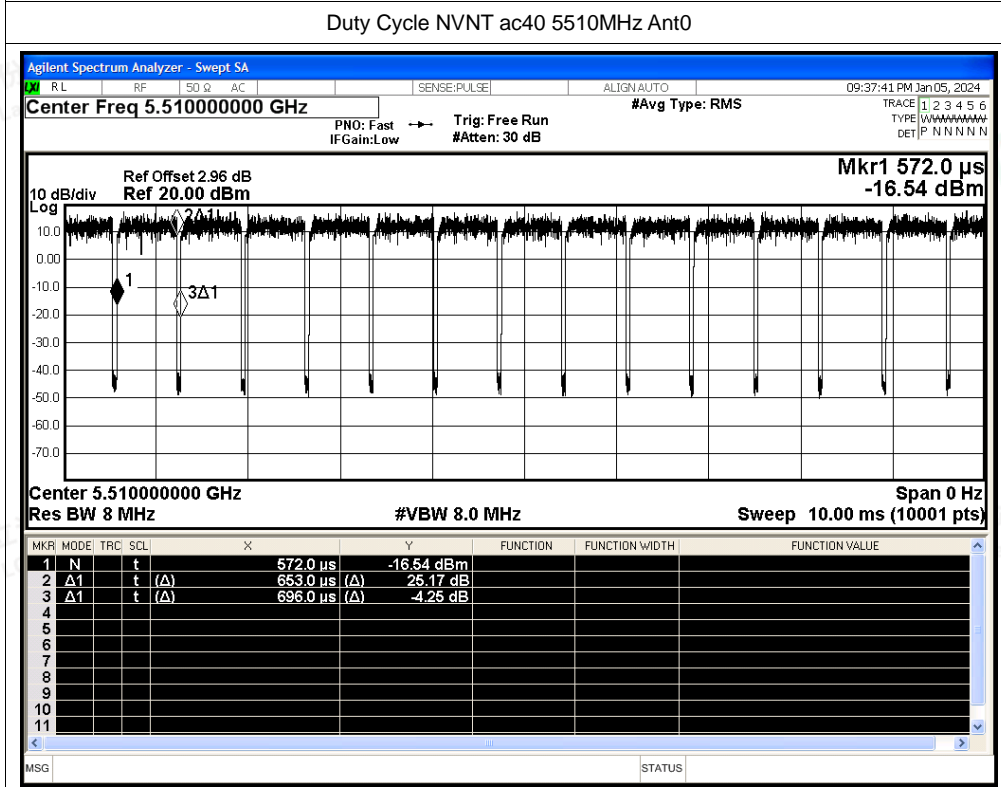 Duty Cycle NVNT ac40 5510MHz Ant0
Agilent Spectrum Analyzer - Swept SA
LXI RL RF 50 Ω AC SENSE:PULSE ALIGN AUTO 09:37:41 PM Jan 05, 2024
Center Freq 5.510000000 GHz #Avg Type: RMS TRACE 1 2 3 4 5 6
PNO: Fast Trig: Free Run TYPE WWWWWW
IFGain:Low #Atten: 30 dB DET P N N N N N
Mkr1 572.0 µs
Ref Offset 2.96 dB
10 dB/div Ref 20.00 dBm -16.54 dBm
Log
2Δ1
10.0
0.00
1
-10.0
3Δ1
-20.0
-30.0
-40.0
-50.0
-60.0
-70.0
Center 5.510000000 GHz Span 0 Hz
Res BW 8 MHz #VBW 8.0 MHz Sweep 10.00 ms (10001 pts)
MKR MODE TRC SCL X Y FUNCTION FUNCTION WIDTH FUNCTION VALUE
1 N t 572.0 µs -16.54 dBm
2 Δ1 t (Δ) 653.0 µs (Δ) 25.17 dB
3 Δ1 t (Δ) 696.0 µs (Δ) -4.25 dB
4
5
6
7
8
9
10
11
MSG STATUS